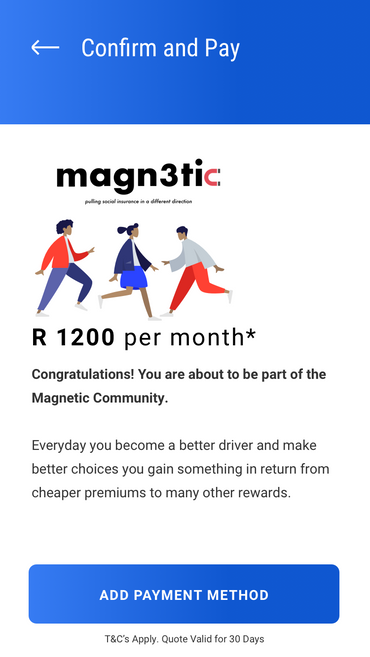 Confirm and Pay
magn3tic
pulling social insurance in a different direction
R 1200 per month*
Congratulations! You are about to be part of the
Magnetic Community.
Everyday you become a better driver and make
better choices you gain something in return from
cheaper premiums to many other rewards.
ADD PAYMENT METHOD
T&C's Apply. Quote Valid for 30 Days